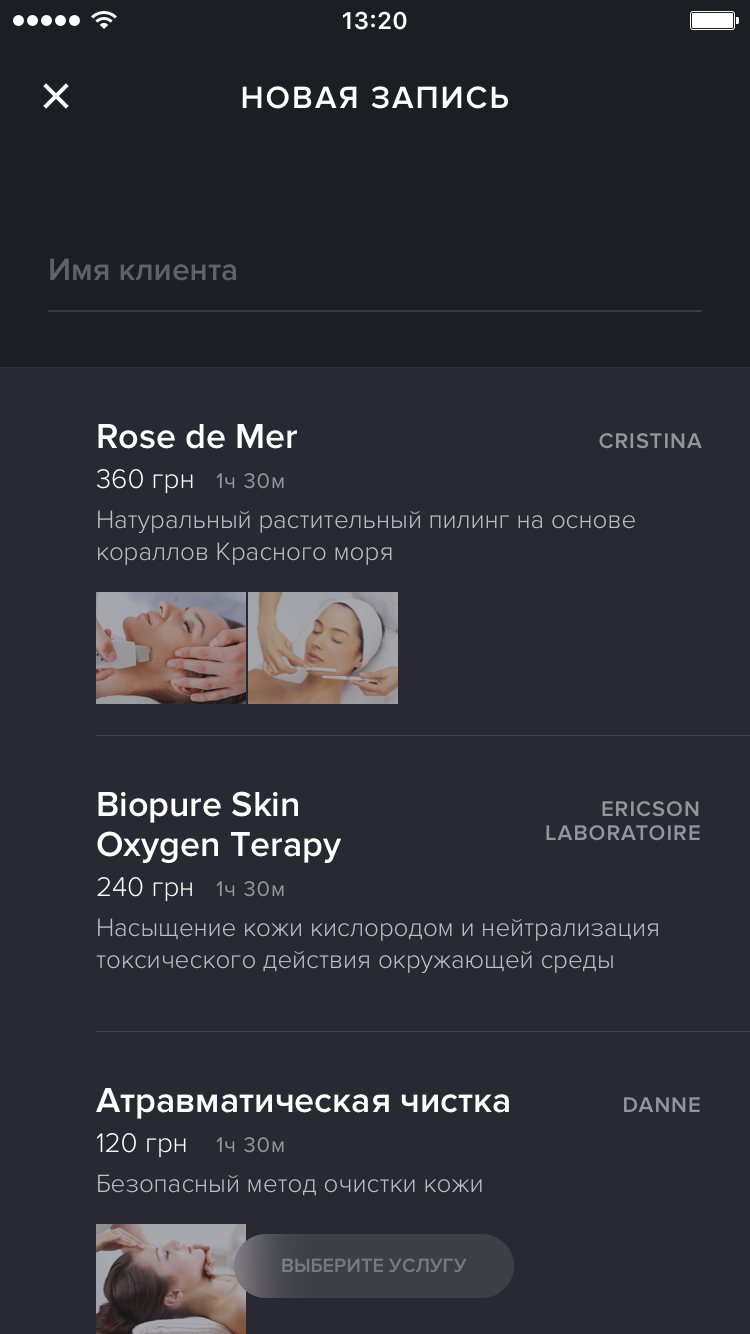 13:20
НОВАЯ ЗАПИСЬ
Имя клиента
Rose de Mer
CRISTINA
360 грн 1ч 30м
Натуральный растительный пилинг на основе
кораллов Красного моря
Biopure Skin
Oxygen Terapy
ERICSON
LABORATOIRE
240 грн 1ч 30м
Насыщение кожи кислородом и нейтрализация
токсического действия окружающей среды
Атравматическая чистка
DANNE
120 грн 1ч 30м
Безопасный метод очистки кожи
ВЫБЕРИТЕ УСЛУГУ